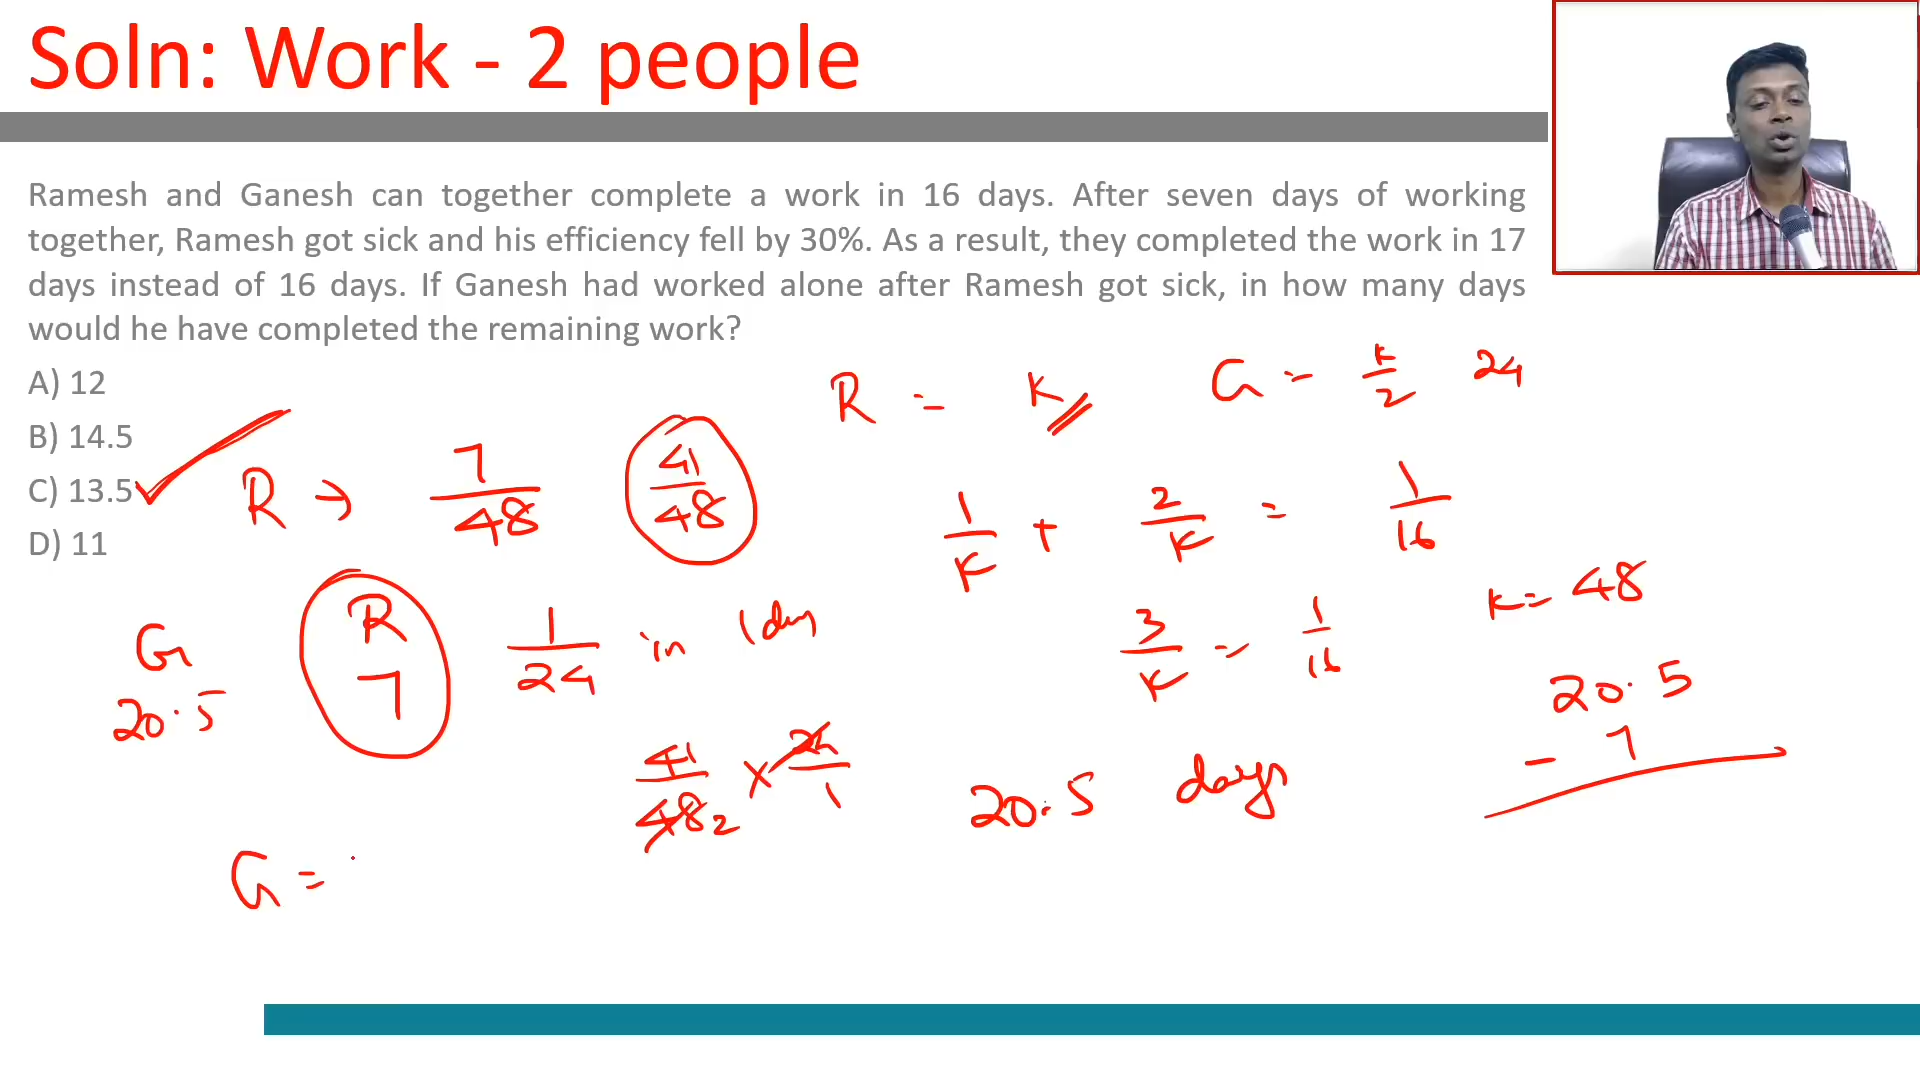 Soln: Work - 2 people
Ramesh and Ganesh can together complete a work in 16 days. After seven days of working
together, Ramesh got sick and his efficiency fell by 30%. As a result, they completed the work in 17
days instead of 16 days. If Ganesh had worked alone after Ramesh got sick, in how many days
would he have completed the remaining work?
A) 12
B) 14.5
C) 13.5
D) 11
R = K
G = K/2 24
R → 7/48 41/48
1/K + 2/K = 1/16
K = 48
3/K = 1/16
G R 1/24 in 1 day
20.5 7
20.5
- 7
41/48 2 × 24/1 20.5 days
G =